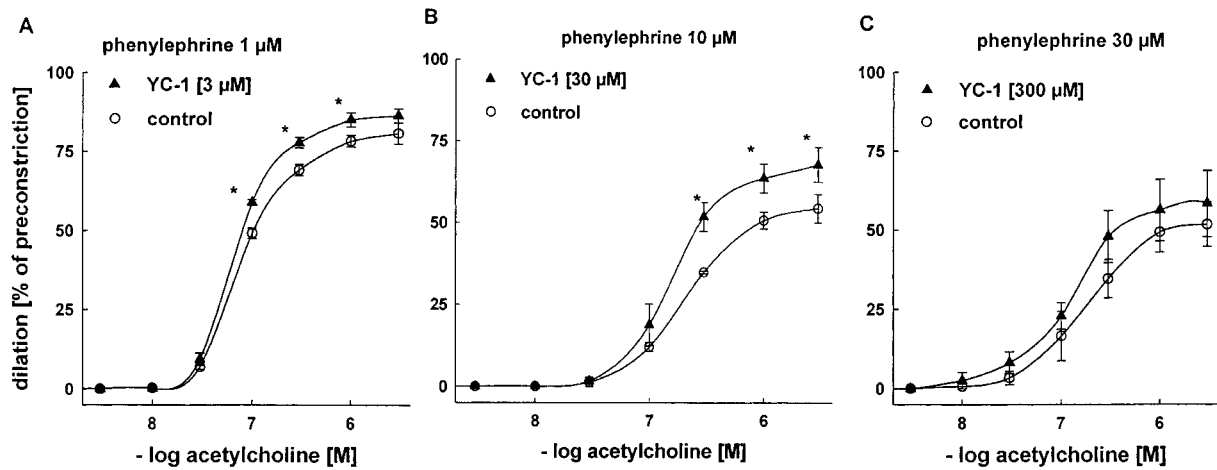 A
phenylephrine 1 µM
100
▲ YC-1 [3 µM]
○ control
*
*
*
75
50
25
0
8
7
6
- log acetylcholine [M]
dilation [% of preconstriction]
B
phenylephrine 10 µM
100
▲ YC-1 [30 µM]
○ control
*
*
*
75
50
25
0
8
7
6
- log acetylcholine [M]
C
phenylephrine 30 µM
100
▲ YC-1 [300 µM]
○ control
75
50
25
0
8
7
6
- log acetylcholine [M]